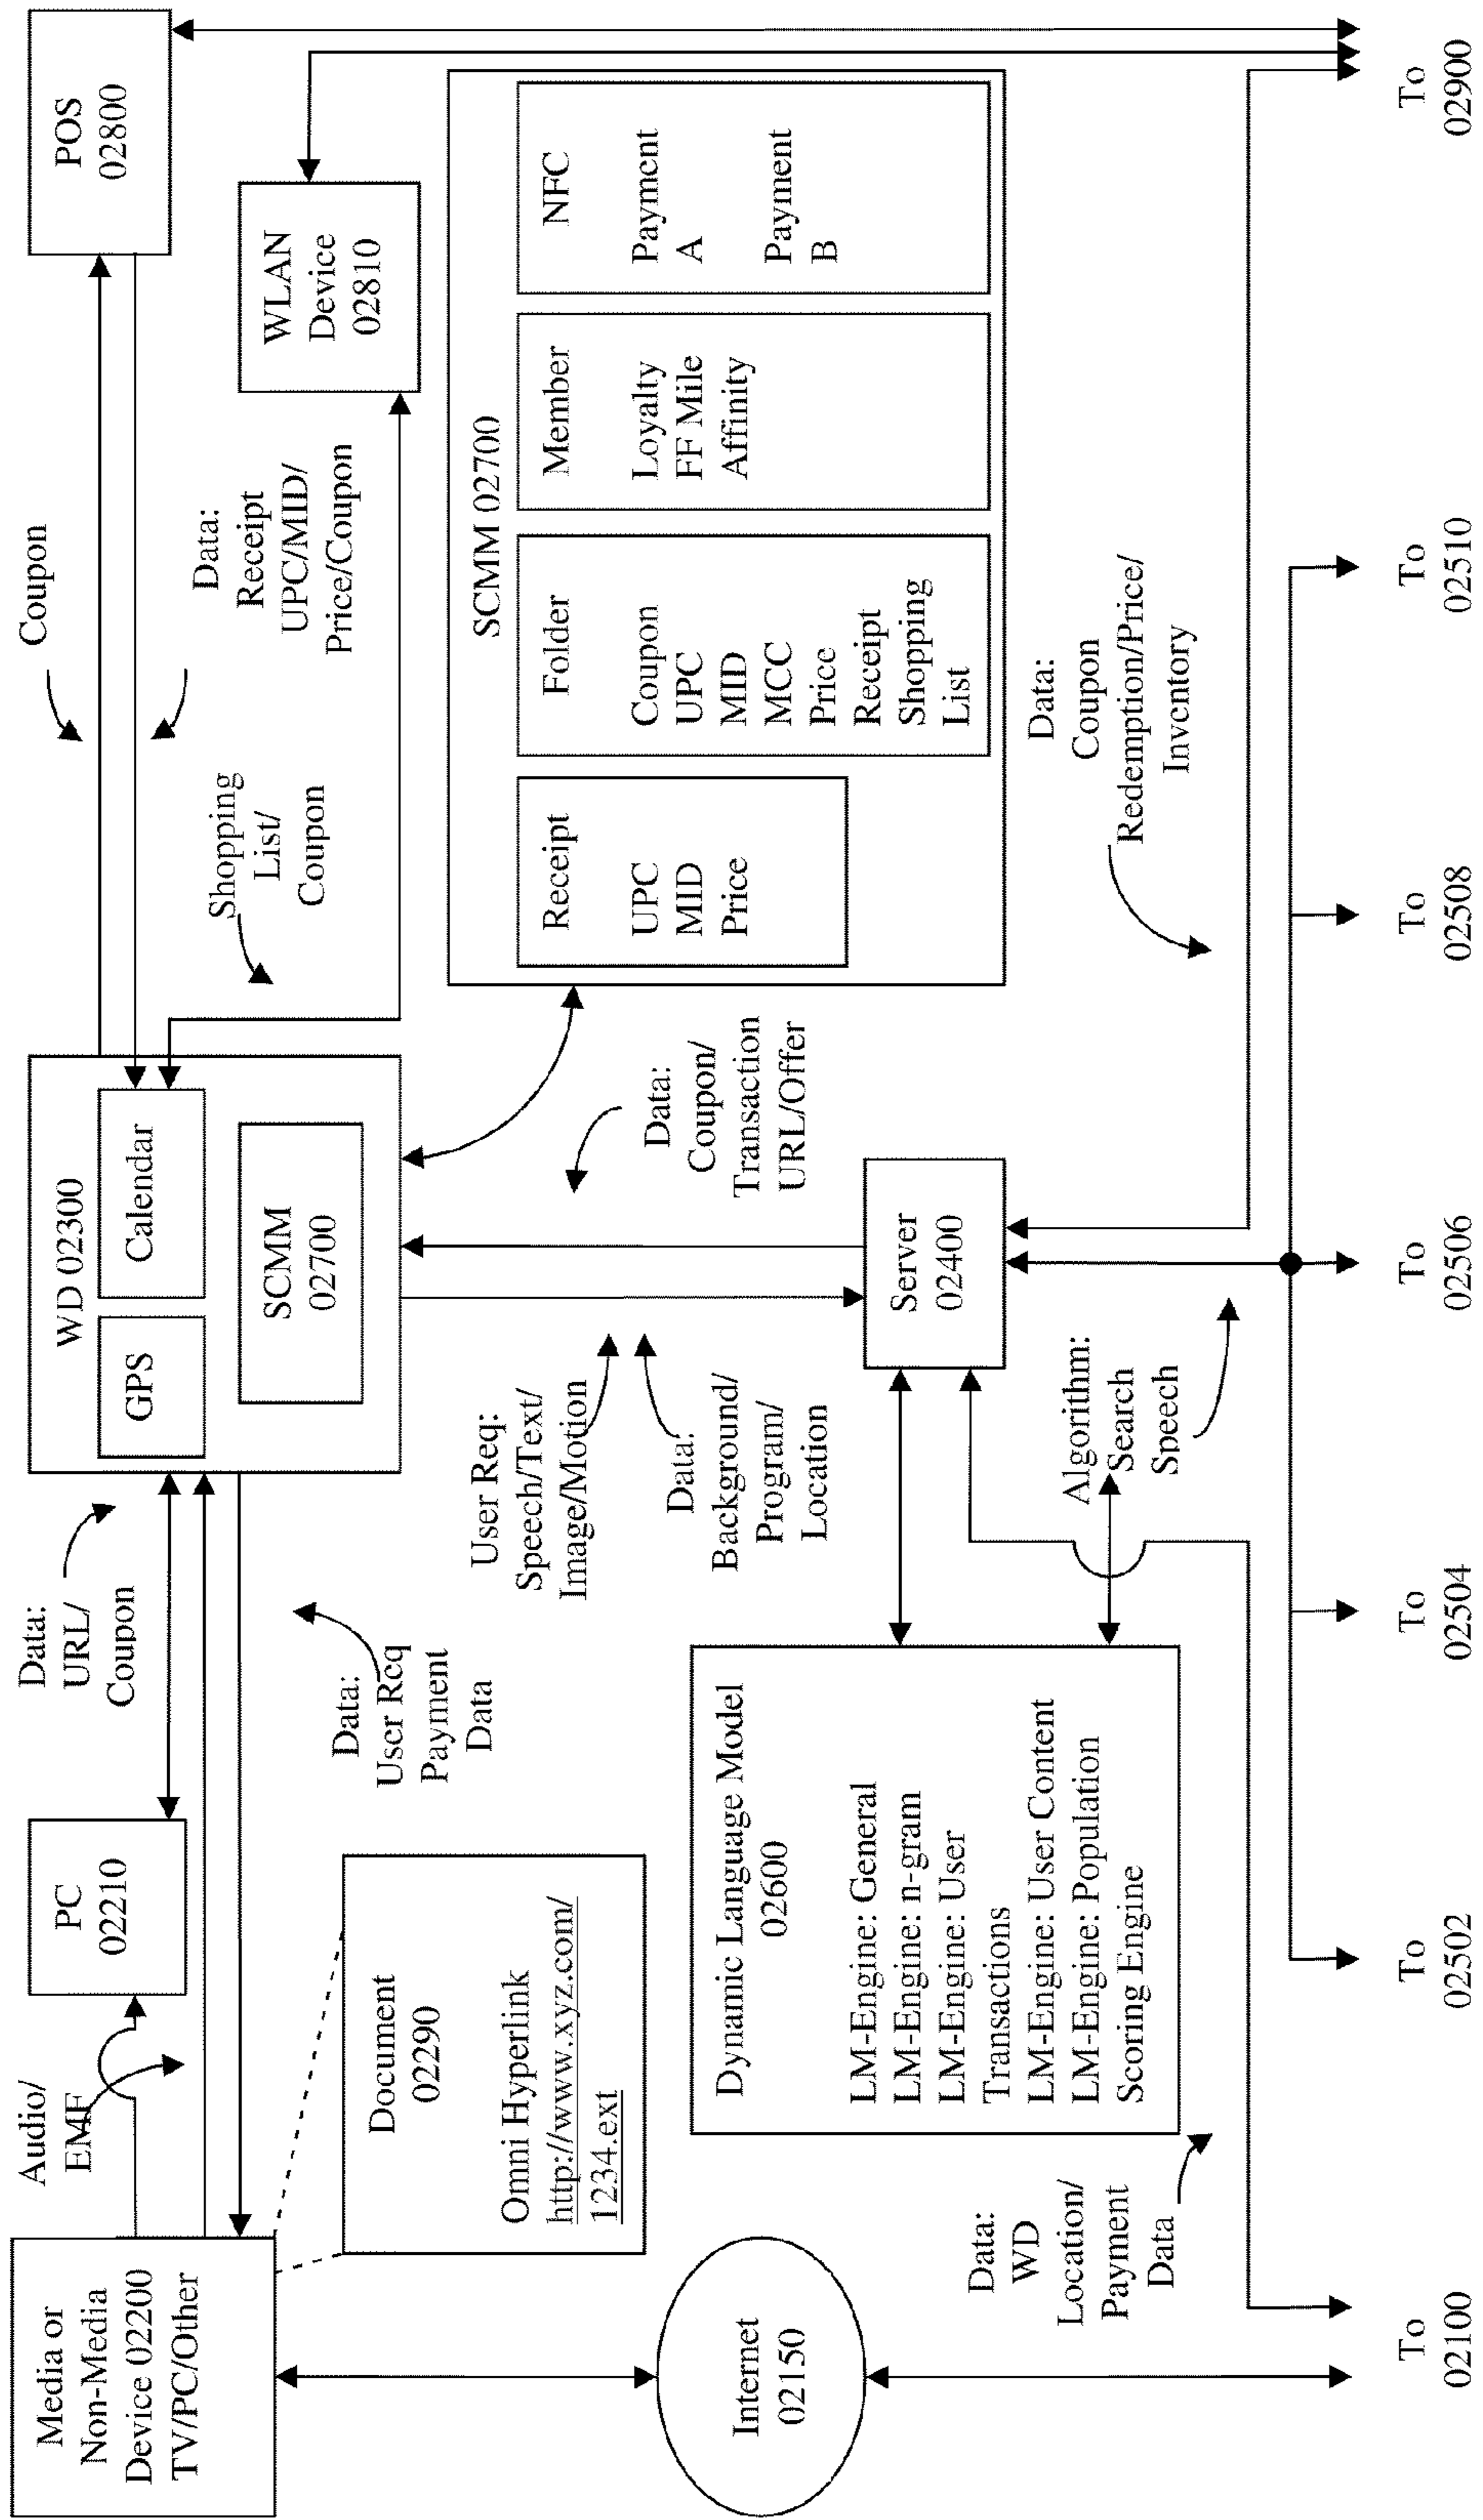 Media or
Non-Media
Device 02200
TV/PC/Other
Audio/
EMF
PC
02210
Data:
URL/
Coupon
WD 02300
GPS
Calendar
SCMM
02700
Coupon
Data:
Receipt
UPC/MID/
Price/Coupon
Shopping
List/
Coupon
POS
02800
WLAN
Device
02810
Document
02290
Omni Hyperlink
http://www.xyz.com/
1234.ext
Data:
User Req
Payment
Data
User Req:
Speech/Text/
Image/Motion
Data:
Background/
Program/
Location
Data:
Coupon/
Transaction
URL/Offer
SCMM 02700
Receipt
UPC
MID
Price
Folder
Coupon
UPC
MID
MCC
Price
Receipt
Shopping
List
Member
Loyalty
FF Mile
Affinity
NFC
Payment
A
Payment
B
Internet
02150
Dynamic Language Model
02600
LM-Engine: General
LM-Engine: n-gram
LM-Engine: User
Transactions
LM-Engine: User Content
LM-Engine: Population
Scoring Engine
Server
02400
Data:
WD
Location/
Payment
Data
Algorithm:
Search
Speech
Data:
Coupon
Redemption/Price/
Inventory
To
02100
To
02502
To
02504
To
02506
To
02508
To
02510
To
02900